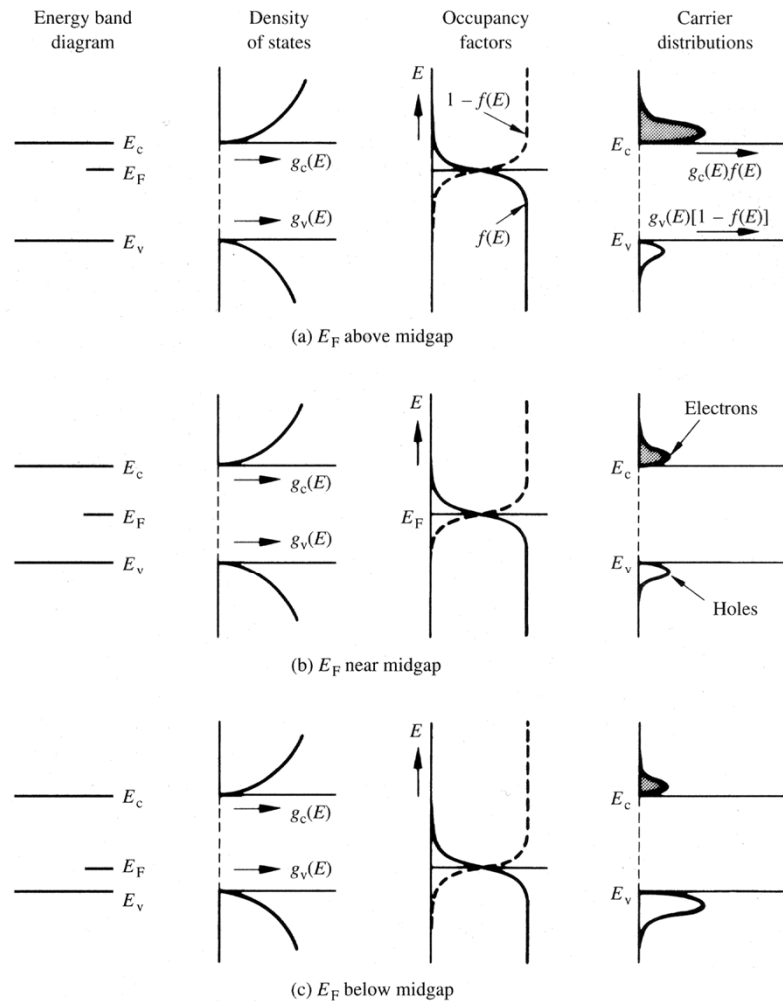 Energy band
diagram
Density
of states
Occupancy
factors
Carrier
distributions
E_c
E_F
E_v
g_c(E)
g_v(E)
E
1 − f(E)
f(E)
E_c
g_c(E)f(E)
g_v(E)[1 − f(E)]
E_v
(a) E_F above midgap
E_c
E_F
E_v
g_c(E)
g_v(E)
E
E_F
Electrons
E_c
E_v
Holes
(b) E_F near midgap
E_c
E_F
E_v
g_c(E)
g_v(E)
E
E_c
E_v
(c) E_F below midgap